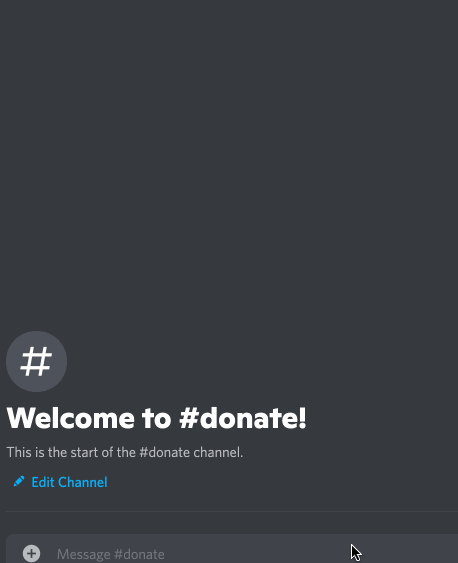 #
Welcome to #donate!
This is the start of the #donate channel.
Edit Channel
Message #donate